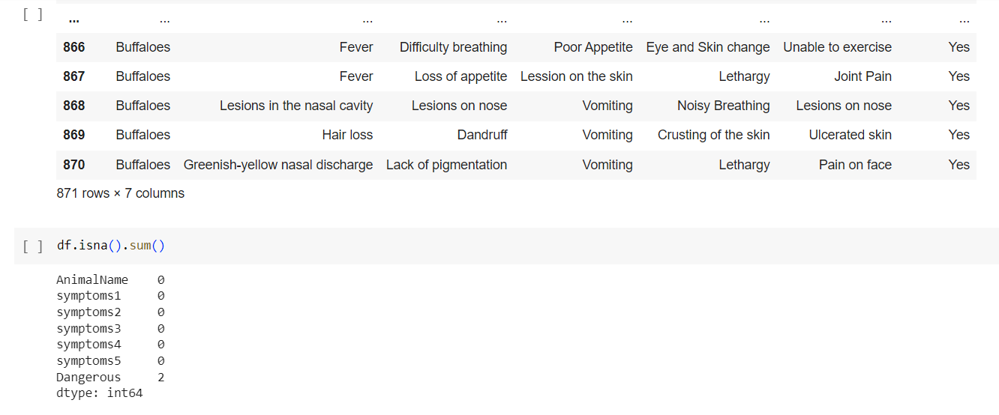 [ ] ... ... ... ... ... ... ... ...
866 Buffaloes Fever Difficulty breathing Poor Appetite Eye and Skin change Unable to exercise Yes
867 Buffaloes Fever Loss of appetite Lession on the skin Lethargy Joint Pain Yes
868 Buffaloes Lesions in the nasal cavity Lesions on nose Vomiting Noisy Breathing Lesions on nose Yes
869 Buffaloes Hair loss Dandruff Vomiting Crusting of the skin Ulcerated skin Yes
870 Buffaloes Greenish-yellow nasal discharge Lack of pigmentation Vomiting Lethargy Pain on face Yes
871 rows × 7 columns
[ ] df.isna().sum()
AnimalName 0
symptoms1 0
symptoms2 0
symptoms3 0
symptoms4 0
symptoms5 0
Dangerous 2
dtype: int64